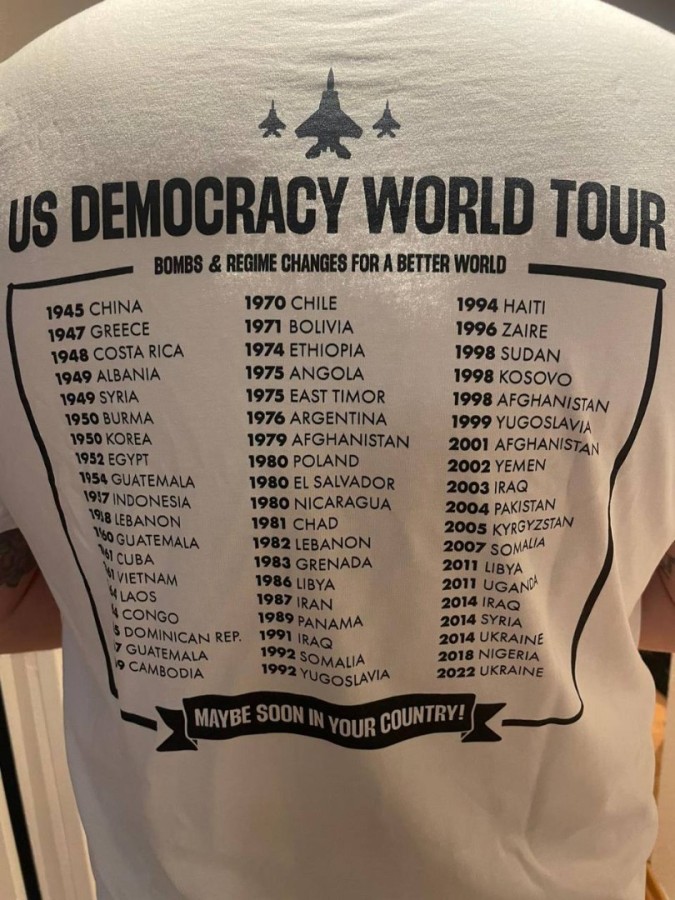 US DEMOCRACY WORLD TOUR
BOMBS & REGIME CHANGES FOR A BETTER WORLD
1945 CHINA
1947 GREECE
1948 COSTA RICA
1949 ALBANIA
1949 SYRIA
1950 BURMA
1950 KOREA
1952 EGYPT
1954 GUATEMALA
INDONESIA
LEBANON
60 GUATEMALA
61 CUBA
VIETNAM
LAOS
CONGO
DOMINICAN REP.
GUATEMALA
CAMBODIA
1970 CHILE
1971 BOLIVIA
1974 ETHIOPIA
1975 ANGOLA
1975 EAST TIMOR
1976 ARGENTINA
1979 AFGHANISTAN
1980 POLAND
1980 EL SALVADOR
1980 NICARAGUA
1981 CHAD
1982 LEBANON
1983 GRENADA
1986 LIBYA
1987 IRAN
1989 PANAMA
1991 IRAQ
1992 SOMALIA
1992 YUGOSLAVIA
1994 HAITI
1996 ZAIRE
1998 SUDAN
1998 KOSOVO
1998 AFGHANISTAN
1999 YUGOSLAVIA
2001 AFGHANISTAN
2002 YEMEN
2003 IRAQ
2004 PAKISTAN
2005 KYRGYZSTAN
2007 SOMALIA
2011 LIBYA
2011 UGANDA
2014 IRAQ
2014 SYRIA
2014 UKRAINE
2018 NIGERIA
2022 UKRAINE
MAYBE SOON IN YOUR COUNTRY!